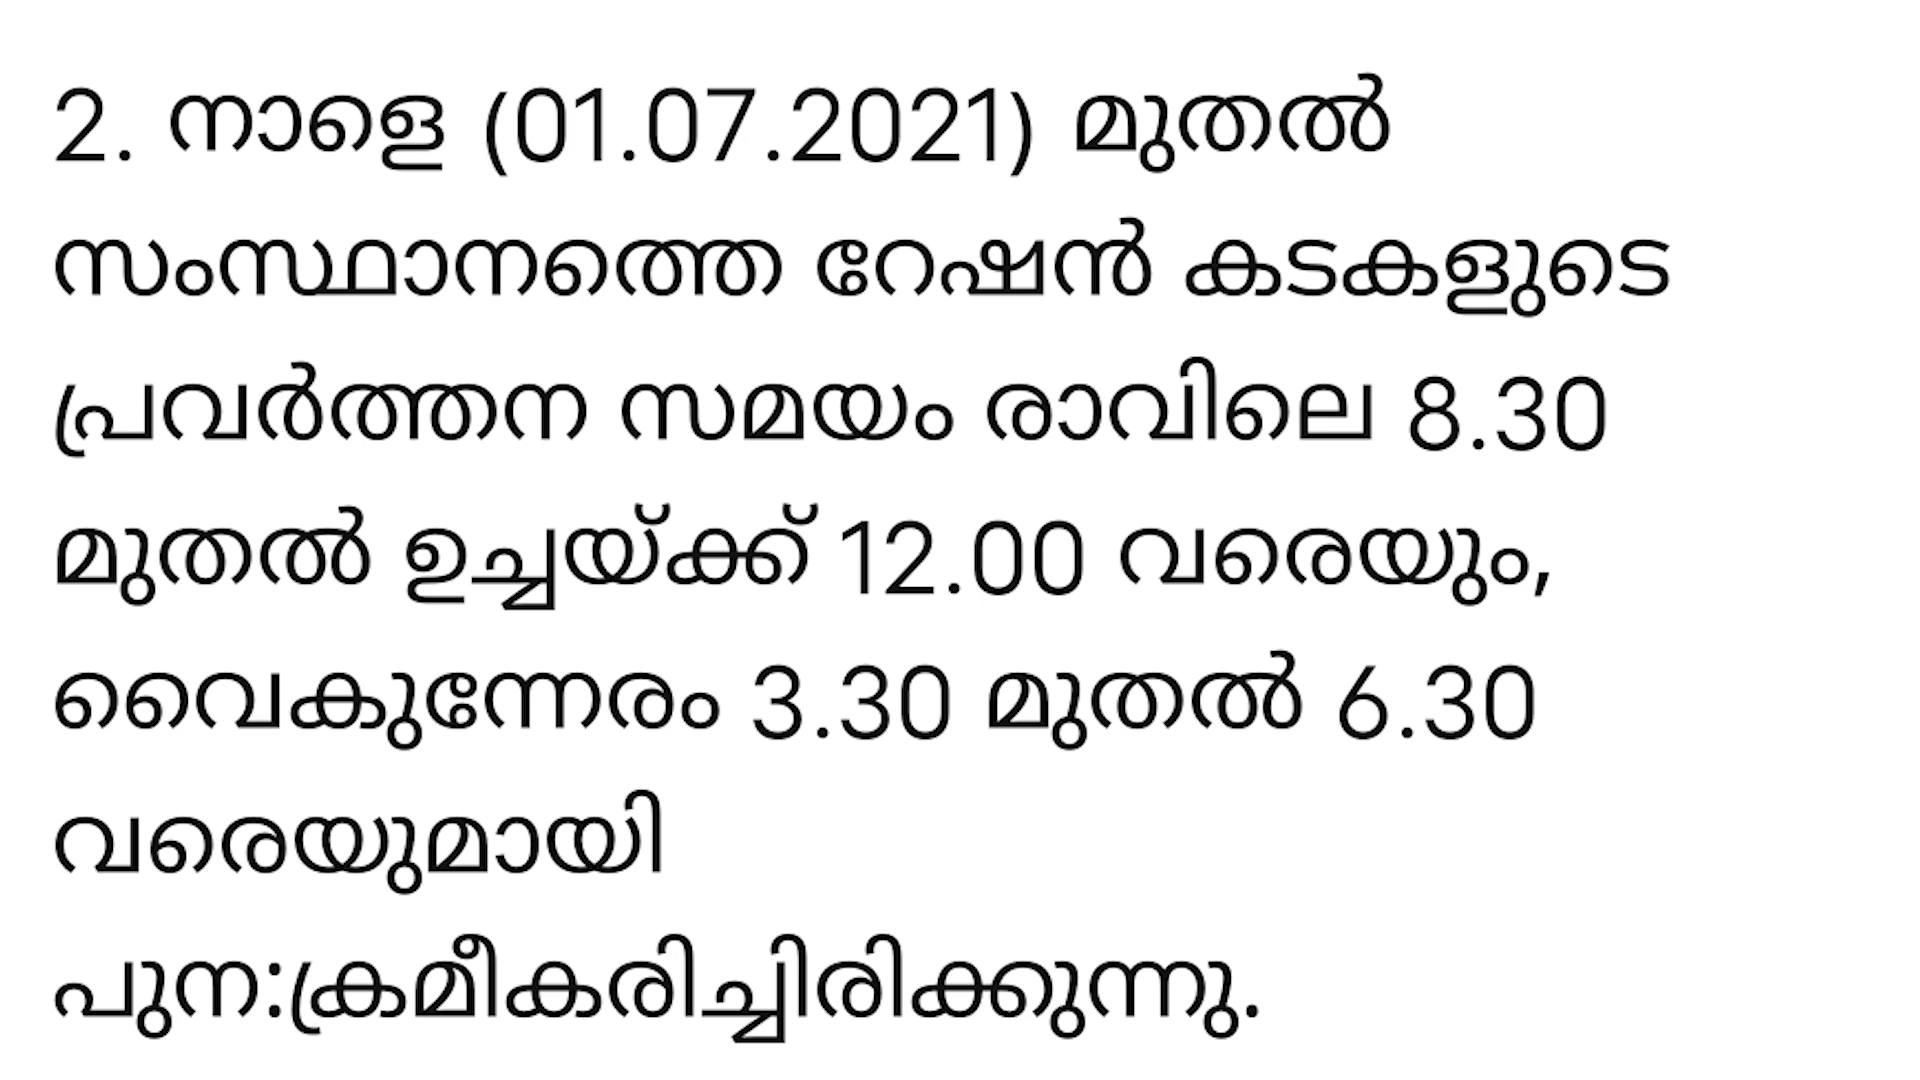 2. നാളെ (01.07.2021) മുതൽ
സംസ്ഥാനത്തെ റേഷൻ കടകളുടെ
പ്രവർത്തന സമയം രാവിലെ 8.30
മുതൽ ഉച്ചയ്ക്ക് 12.00 വരെയും,
വൈകുന്നേരം 3.30 മുതൽ 6.30
വരെയുമായി
പുന:ക്രമീകരിച്ചിരിക്കുന്നു.